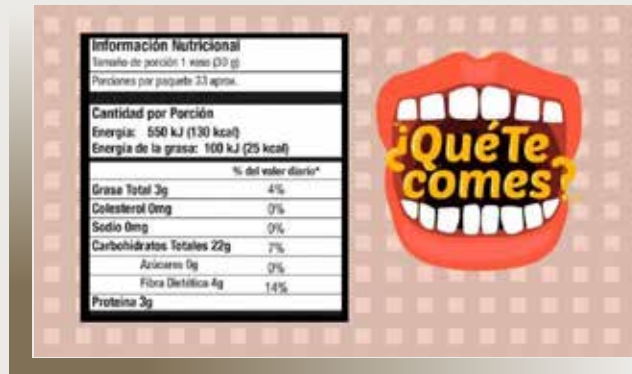 Información Nutricional
Tamaño de porción 1 vaso (30 g)
Porciones por paquete 33 aprox.
Cantidad por Porción
Energía: 550 kJ (130 kcal)
Energía de la grasa: 100 kJ (25 kcal)
% del valor diario*
Grasa Total 3g 4%
Colesterol 0mg 0%
Sodio 0mg 0%
Carbohidratos Totales 22g 7%
Azúcares 0g 0%
Fibra Dietética 4g 14%
Proteína 3g
¿QuéTe
comes?